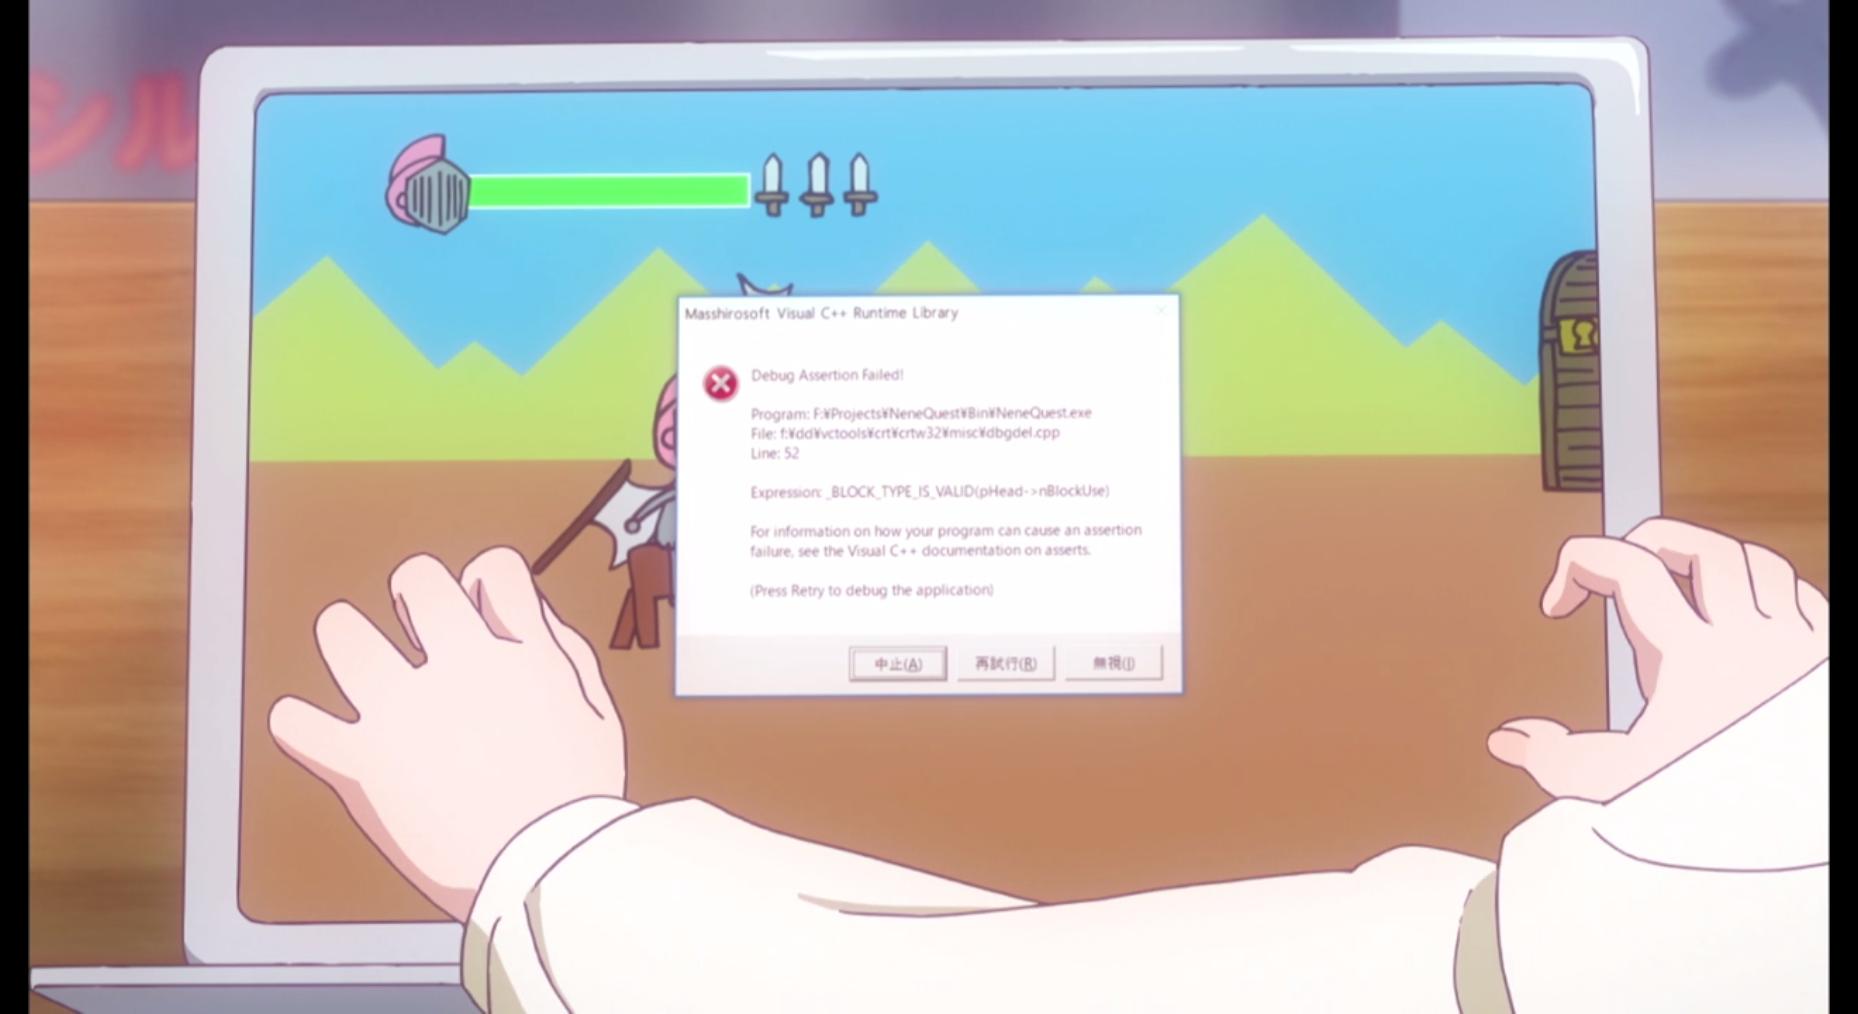 シル
Masshirosoft Visual C++ Runtime Library
Debug Assertion Failed!
Program: F:¥Projects¥NeneQuest¥Bin¥NeneQuest.exe
File: f:¥dd¥vctools¥crt¥crtw32¥misc¥dbgdel.cpp
Line: 52
Expression: _BLOCK_TYPE_IS_VALID(pHead->nBlockUse)
For information on how your program can cause an assertion
failure, see the Visual C++ documentation on asserts.
(Press Retry to debug the application)
中止(A) 再試行(R) 無視(I)